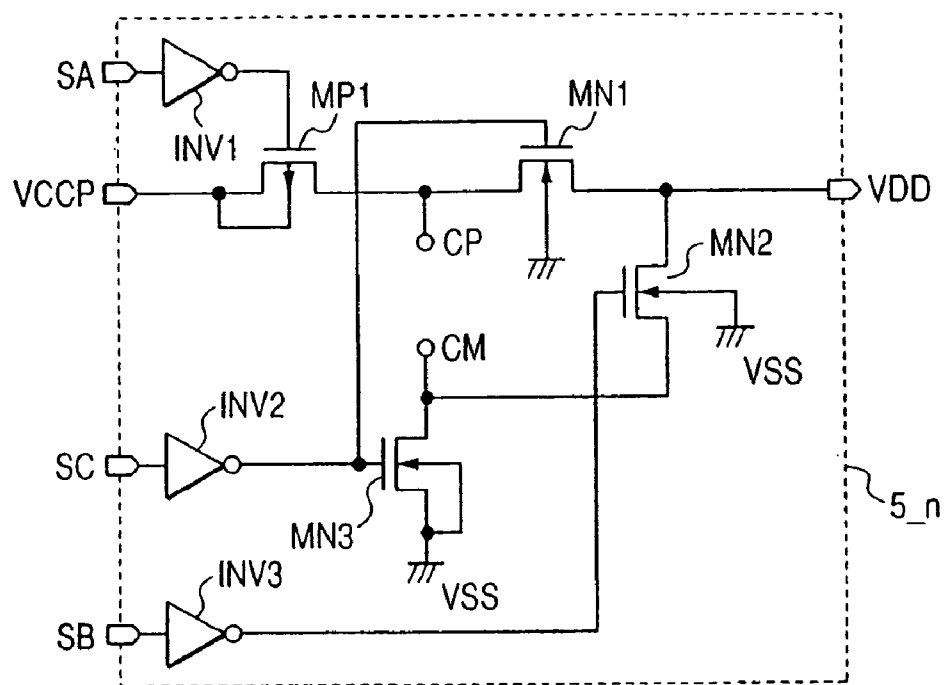 SA
INV1
MP1
MN1
VCCP
VDD
CP
MN2
CM
VSS
INV2
SC
MN3
5_n
VSS
INV3
SB